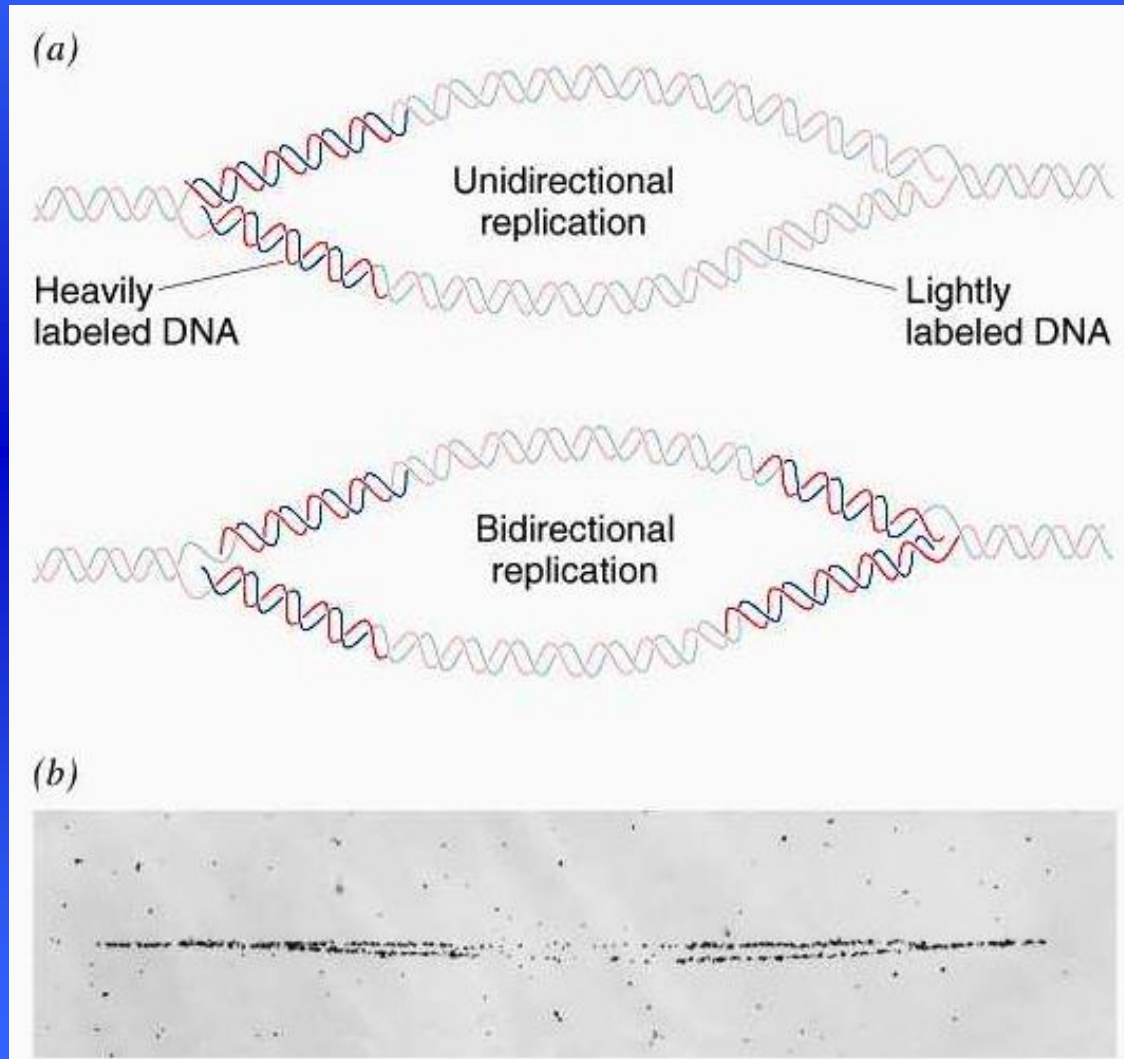 (a)
Unidirectional
replication
Heavily
labeled DNA
Lightly
labeled DNA
Bidirectional
replication
(b)